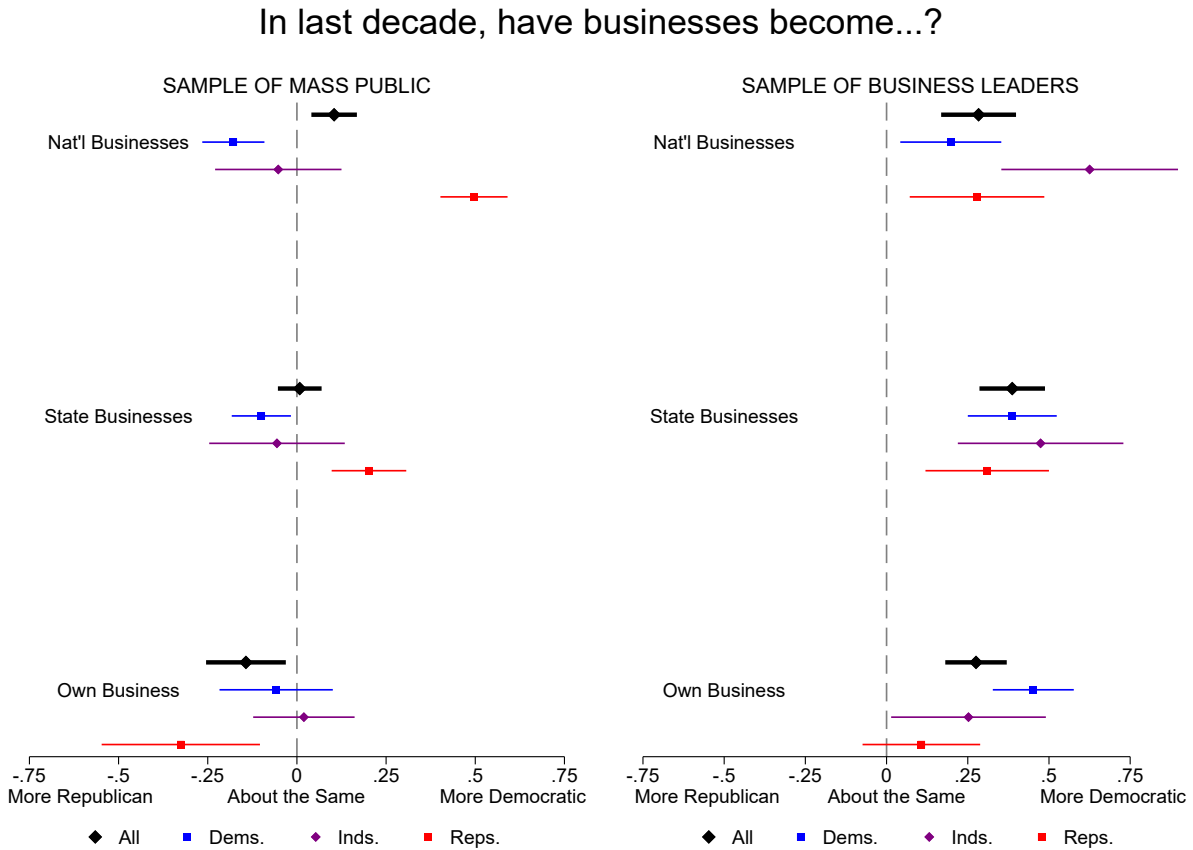 In last decade, have businesses become...?
SAMPLE OF MASS PUBLIC
Nat'l Businesses
State Businesses
Own Business
-.75 -.5 -.25 0 .25 .5 .75
More Republican About the Same More Democratic
All Dems. Inds. Reps.
SAMPLE OF BUSINESS LEADERS
Nat'l Businesses
State Businesses
Own Business
-.75 -.5 -.25 0 .25 .5 .75
More Republican About the Same More Democratic
All Dems. Inds. Reps.